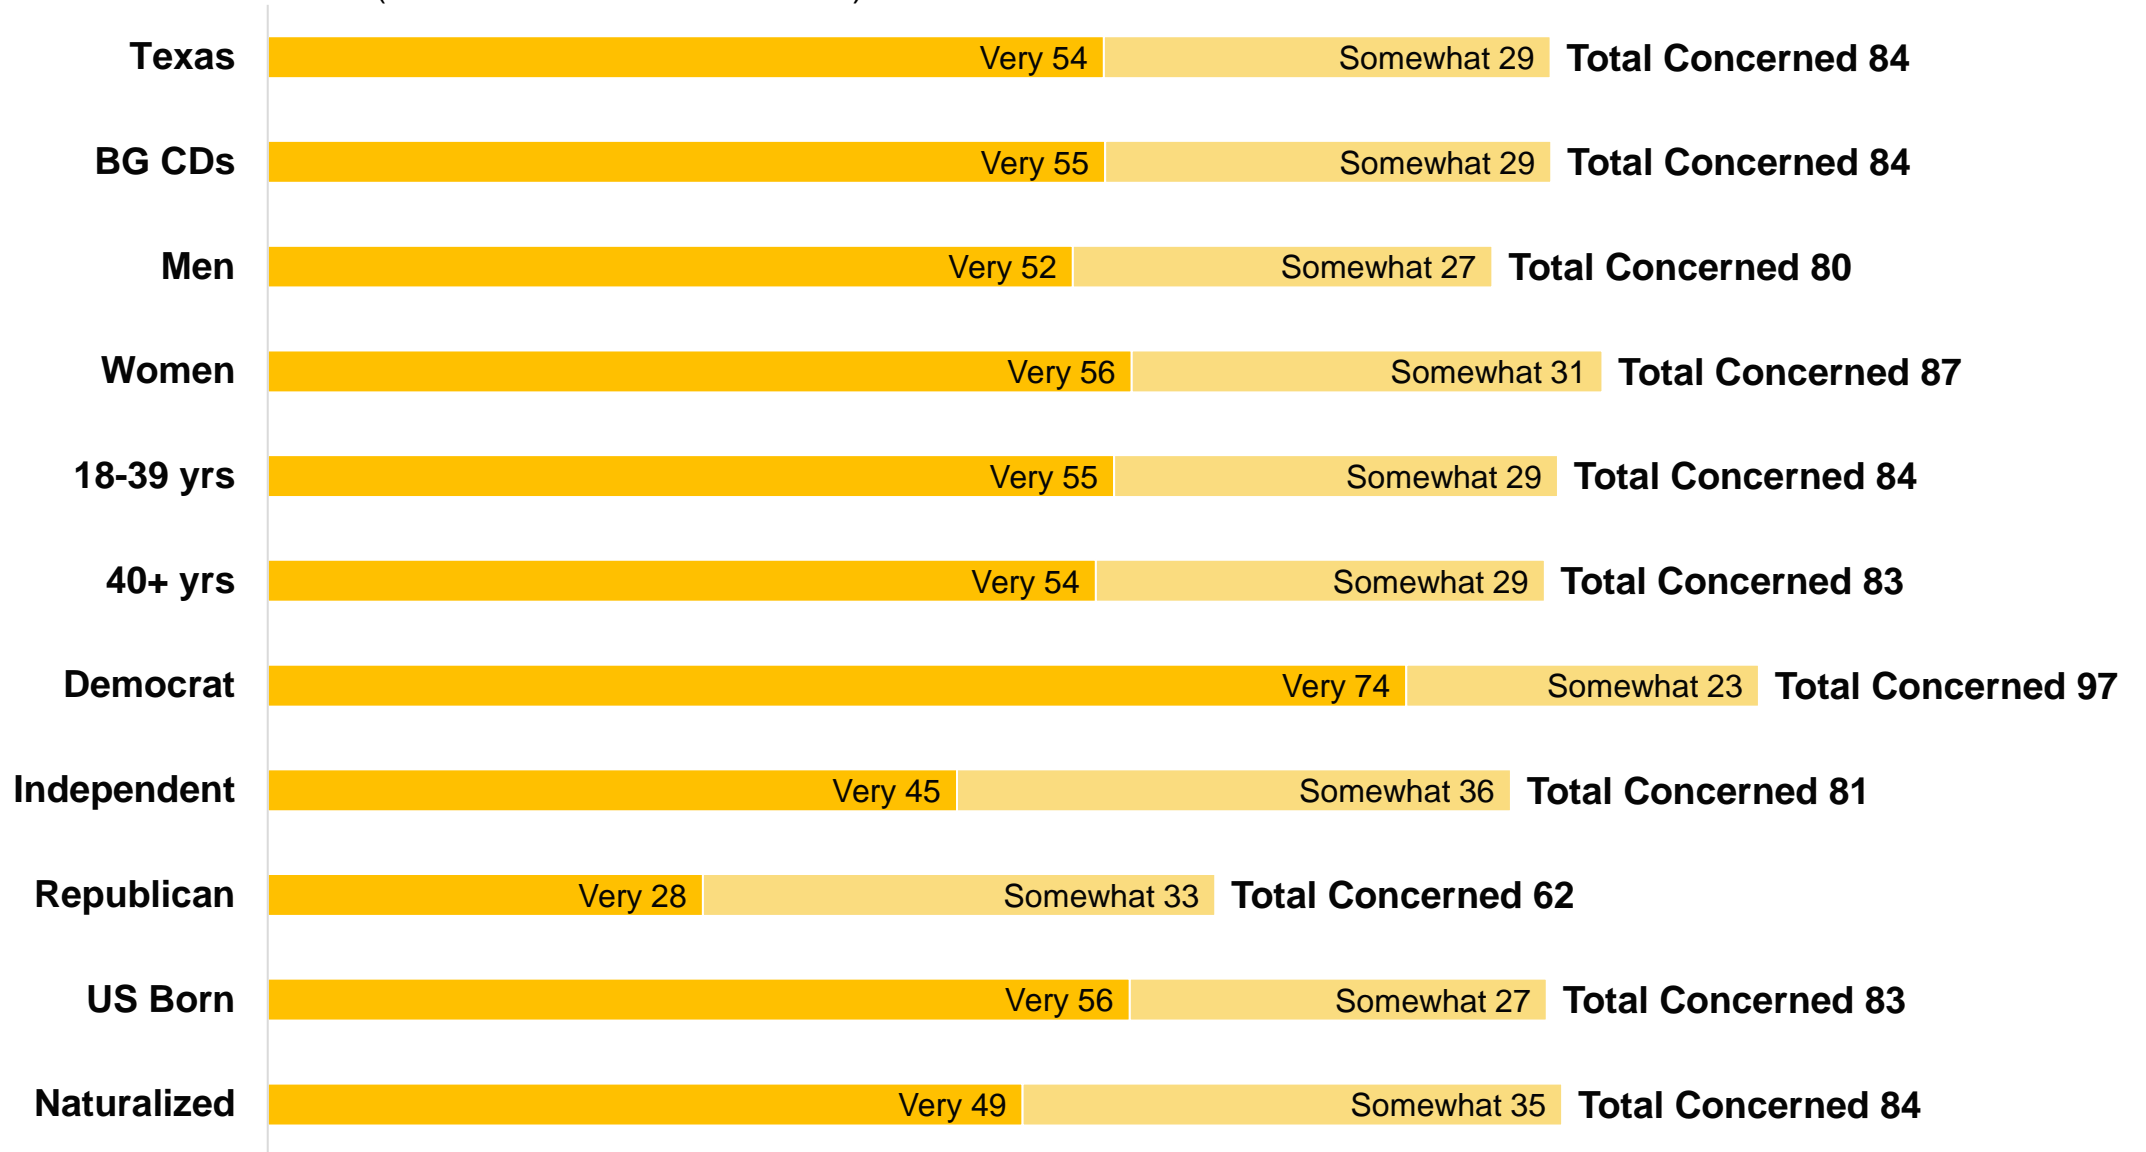 Texas Very 54 Somewhat 29 Total Concerned 84
BG CDs Very 55 Somewhat 29 Total Concerned 84
Men Very 52 Somewhat 27 Total Concerned 80
Women Very 56 Somewhat 31 Total Concerned 87
18-39 yrs Very 55 Somewhat 29 Total Concerned 84
40+ yrs Very 54 Somewhat 29 Total Concerned 83
Democrat Very 74 Somewhat 23 Total Concerned 97
Independent Very 45 Somewhat 36 Total Concerned 81
Republican Very 28 Somewhat 33 Total Concerned 62
US Born Very 56 Somewhat 27 Total Concerned 83
Naturalized Very 49 Somewhat 35 Total Concerned 84